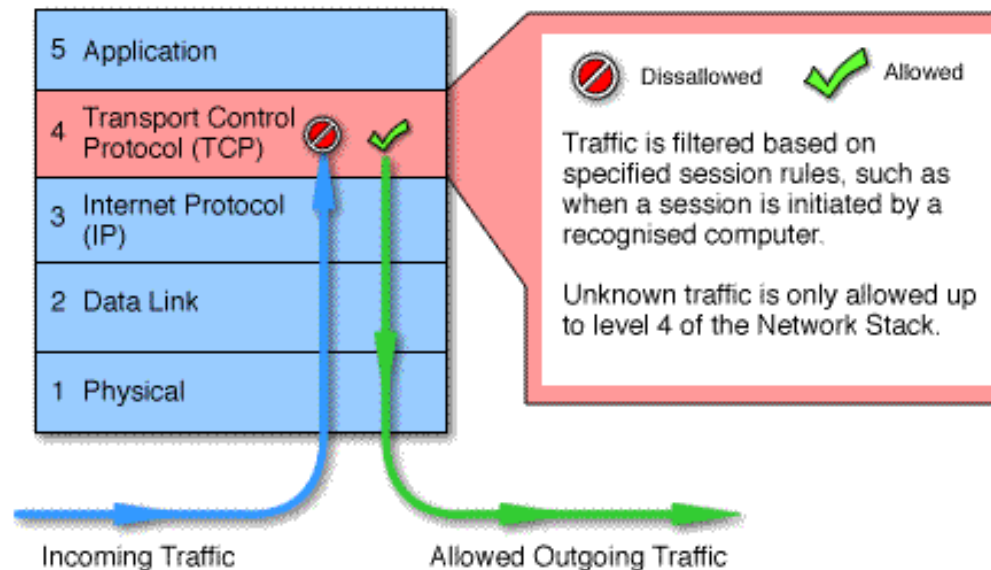 5 Application
4 Transport Control
Protocol (TCP)
3 Internet Protocol
(IP)
2 Data Link
1 Physical
Incoming Traffic
Allowed Outgoing Traffic
Dissallowed
Allowed
Traffic is filtered based on
specified session rules, such as
when a session is initiated by a
recognised computer.
Unknown traffic is only allowed up
to level 4 of the Network Stack.